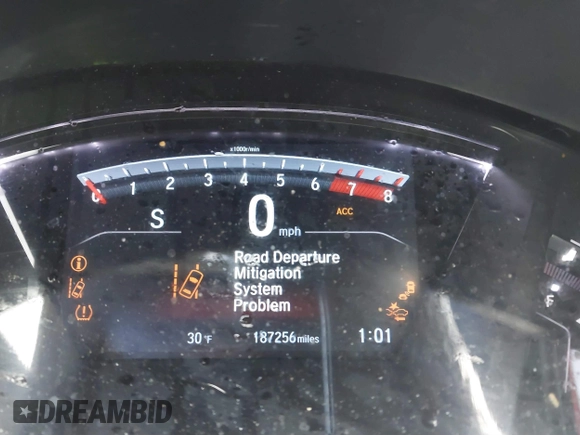 x1000r/min
0 1 2 3 4 5 6 7 8
S 0 mph ACC
Road Departure
Mitigation
System
Problem
30°F 187256 miles 1:01
F
DREAMBID